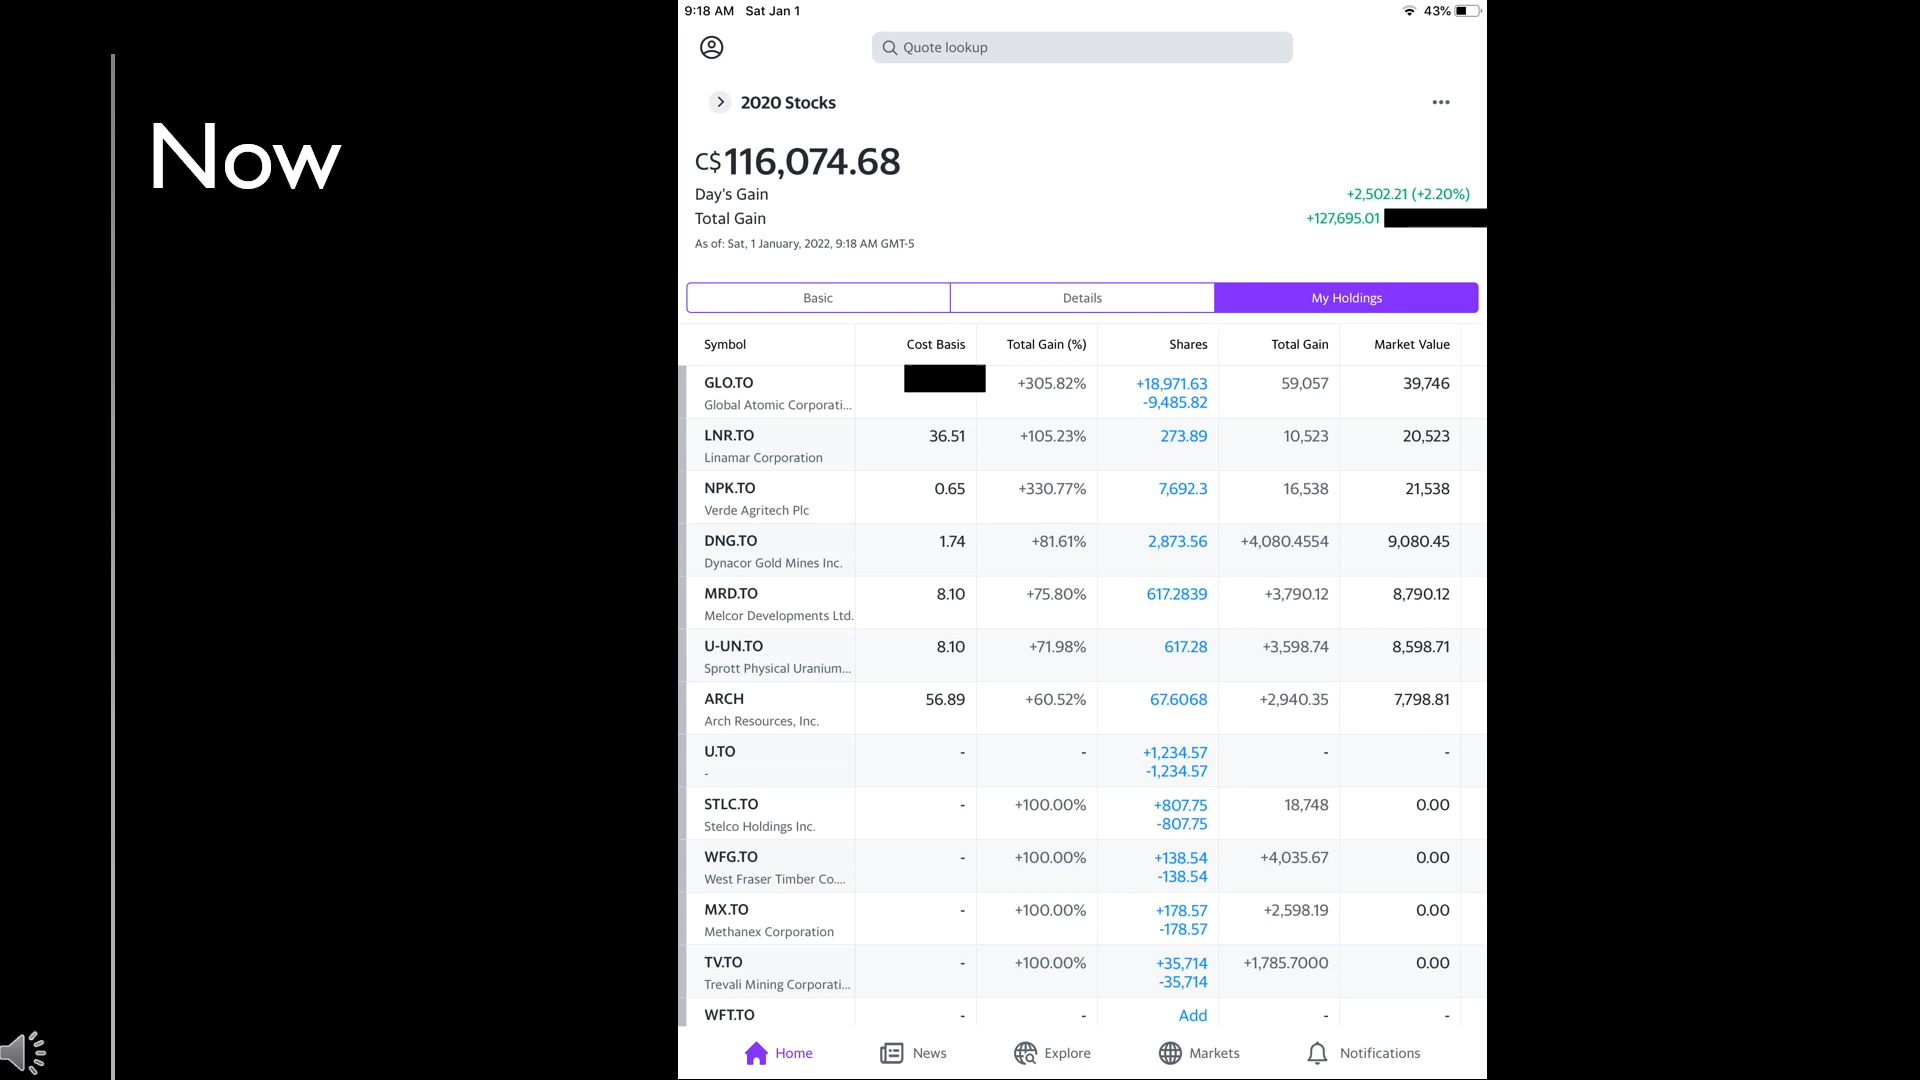 Now
9:18 AM Sat Jan 1
43%
Quote lookup
2020 Stocks
C$116,074.68
Day's Gain +2,502.21 (+2.20%)
Total Gain +127,695.01
As of: Sat, 1 January, 2022, 9:18 AM GMT-5
Basic Details My Holdings
Symbol Cost Basis Total Gain (%) Shares Total Gain Market Value
GLO.TO +305.82% +18,971.63 59,057 39,746
Global Atomic Corporati... -9,485.82
LNR.TO 36.51 +105.23% 273.89 10,523 20,523
Linamar Corporation
NPK.TO 0.65 +330.77% 7,692.3 16,538 21,538
Verde Agritech Plc
DNG.TO 1.74 +81.61% 2,873.56 +4,080.4554 9,080.45
Dynacor Gold Mines Inc.
MRD.TO 8.10 +75.80% 617.2839 +3,790.12 8,790.12
Melcor Developments Ltd.
U-UN.TO 8.10 +71.98% 617.28 +3,598.74 8,598.71
Sprott Physical Uranium...
ARCH 56.89 +60.52% 67.6068 +2,940.35 7,798.81
Arch Resources, Inc.
U.TO - - +1,234.57 - -
- -1,234.57
STLC.TO - +100.00% +807.75 18,748 0.00
Stelco Holdings Inc. -807.75
WFG.TO - +100.00% +138.54 +4,035.67 0.00
West Fraser Timber Co.... -138.54
MX.TO - +100.00% +178.57 +2,598.19 0.00
Methanex Corporation -178.57
TV.TO - +100.00% +35,714 +1,785.7000 0.00
Trevali Mining Corporati... -35,714
WFT.TO - - Add - -
Home News Explore Markets Notifications